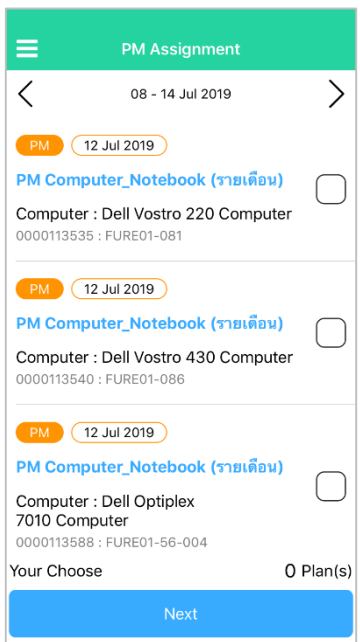 PM Assignment
08 - 14 Jul 2019
PM 12 Jul 2019
PM Computer_Notebook (รายเดือน)
Computer : Dell Vostro 220 Computer
0000113535 : FURE01-081
PM 12 Jul 2019
PM Computer_Notebook (รายเดือน)
Computer : Dell Vostro 430 Computer
0000113540 : FURE01-086
PM 12 Jul 2019
PM Computer_Notebook (รายเดือน)
Computer : Dell Optiplex
7010 Computer
0000113588 : FURE01-56-004
Your Choose 0 Plan(s)
Next